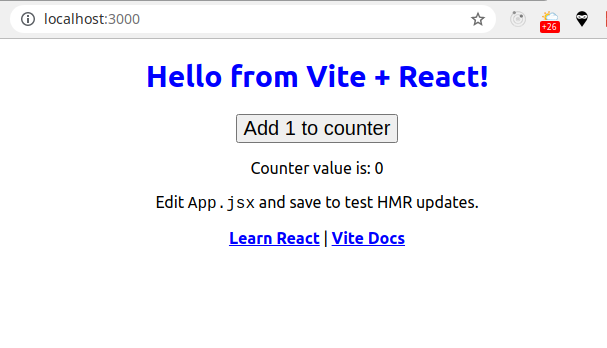 localhost:3000
+26
Hello from Vite + React!
Add 1 to counter
Counter value is: 0
Edit App.jsx and save to test HMR updates.
Learn React | Vite Docs